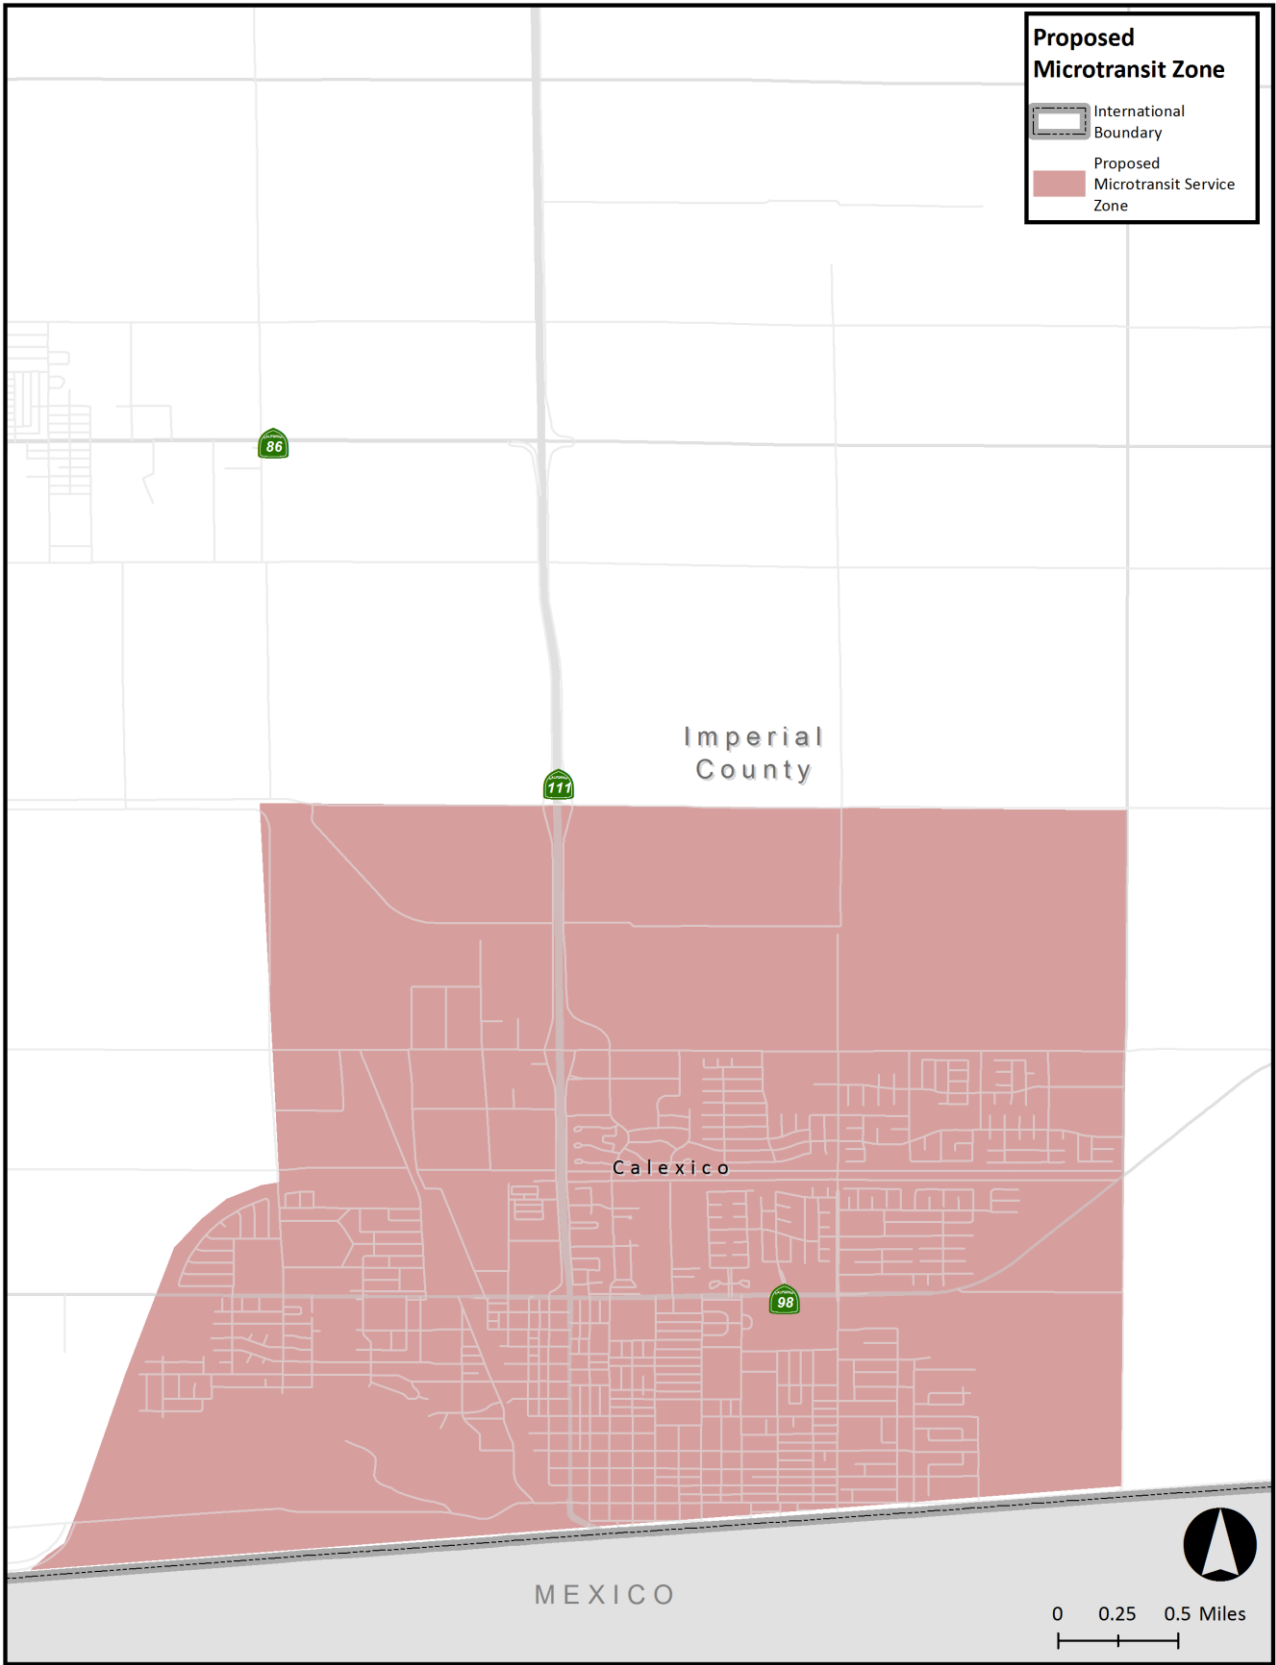 Proposed
Microtransit Zone
International
Boundary
Proposed
Microtransit Service
Zone
86
Imperial
County
111
Calexico
98
MEXICO
0 0.25 0.5 Miles